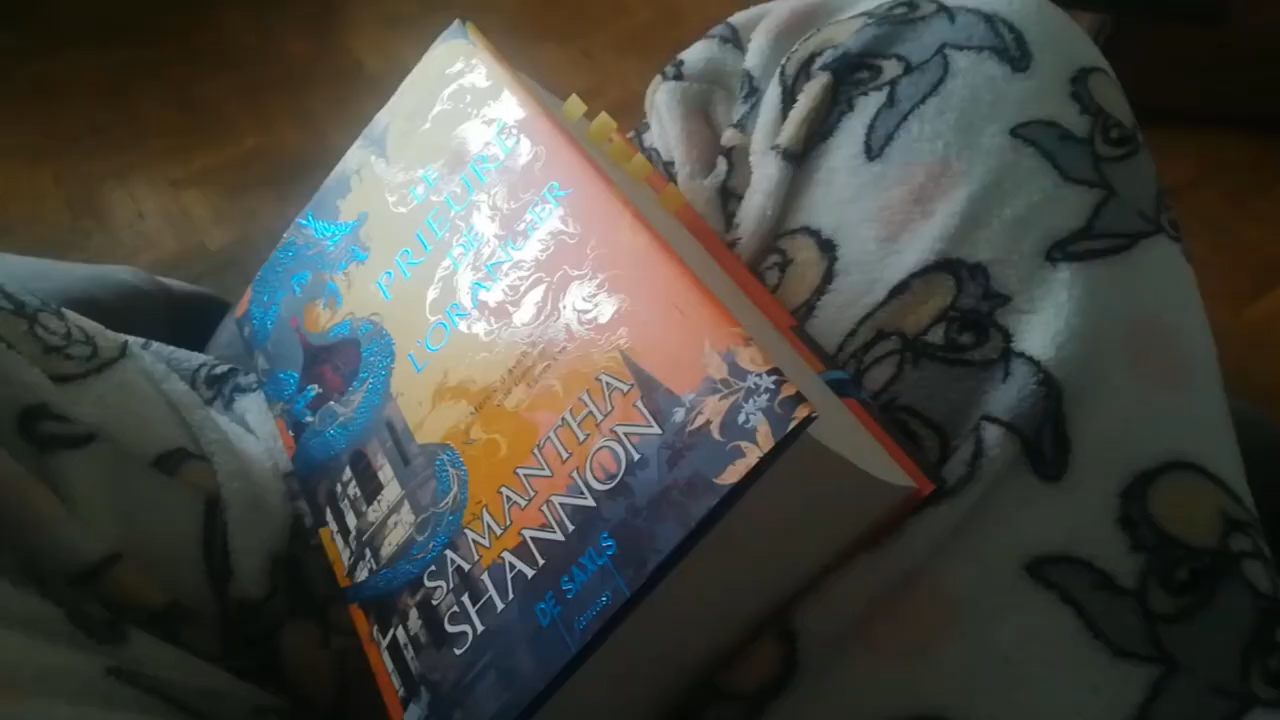 LE
PRIEURÉ
DE
L'ORANGER
SAMANTHA
SHANNON
DE SAXUS